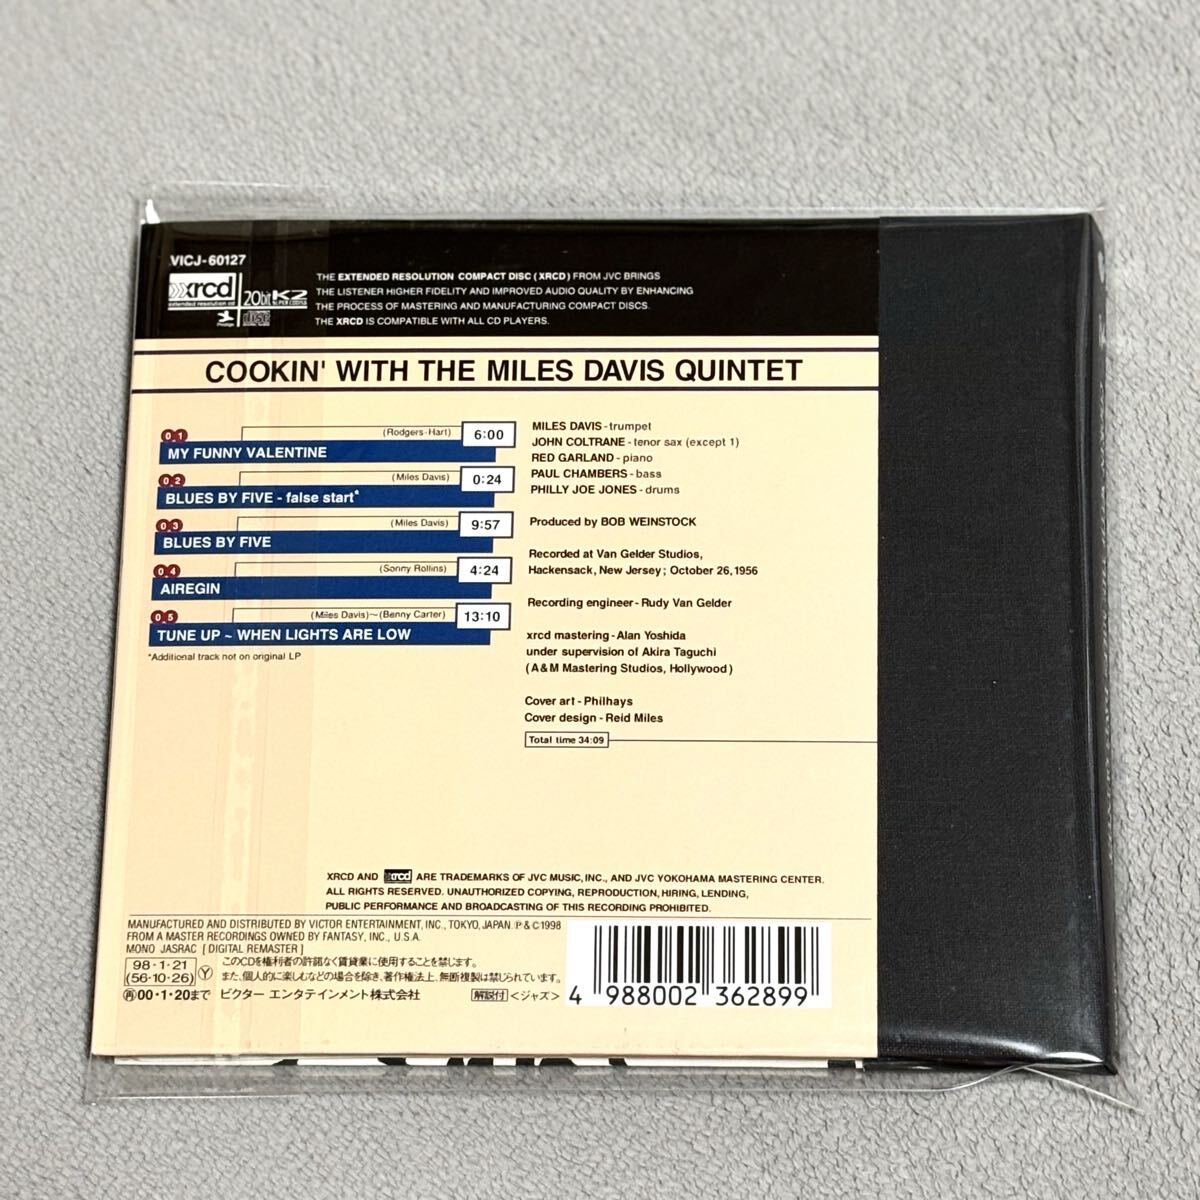 VICJ-60127
xrcd
extended resolution cd
20bit K2
SUPER CODING
Prestige
THE EXTENDED RESOLUTION COMPACT DISC (XRCD) FROM JVC BRINGS
THE LISTENER HIGHER FIDELITY AND IMPROVED AUDIO QUALITY BY ENHANCING
THE PROCESS OF MASTERING AND MANUFACTURING COMPACT DISCS.
THE XRCD IS COMPATIBLE WITH ALL CD PLAYERS.
COOKIN' WITH THE MILES DAVIS QUINTET
01 (Rodgers-Hart) 6:00
MY FUNNY VALENTINE
02 (Miles Davis) 0:24
BLUES BY FIVE - false start*
03 (Miles Davis) 9:57
BLUES BY FIVE
04 (Sonny Rollins) 4:24
AIREGIN
05 (Miles Davis)~(Benny Carter) 13:10
TUNE UP ~ WHEN LIGHTS ARE LOW
*Additional track not on original LP
MILES DAVIS - trumpet
JOHN COLTRANE - tenor sax (except 1)
RED GARLAND - piano
PAUL CHAMBERS - bass
PHILLY JOE JONES - drums
Produced by BOB WEINSTOCK
Recorded at Van Gelder Studios,
Hackensack, New Jersey; October 26, 1956
Recording engineer - Rudy Van Gelder
xrcd mastering - Alan Yoshida
under supervision of Akira Taguchi
(A&M Mastering Studios, Hollywood)
Cover art - Philhays
Cover design - Reid Miles
Total time 34:09
XRCD AND xrcd ARE TRADEMARKS OF JVC MUSIC, INC., AND JVC YOKOHAMA MASTERING CENTER.
ALL RIGHTS RESERVED. UNAUTHORIZED COPYING, REPRODUCTION, HIRING, LENDING,
PUBLIC PERFORMANCE AND BROADCASTING OF THIS RECORDING PROHIBITED.
MANUFACTURED AND DISTRIBUTED BY VICTOR ENTERTAINMENT, INC., TOKYO, JAPAN. ℗ & © 1998
FROM A MASTER RECORDINGS OWNED BY FANTASY, INC., U.S.A.
MONO JASRAC [DIGITAL REMASTER]
98・1・21
(56・10・26) Ⓨ
このCDを権利者の許諾なく賃貸業に使用することを禁じます。
また、個人的に楽しむなどの場合を除き、著作権法上、無断複製は禁じられています。
㊢00・1・20まで ビクター エンタテインメント株式会社 解説付 <ジャズ>
4 988002 362899